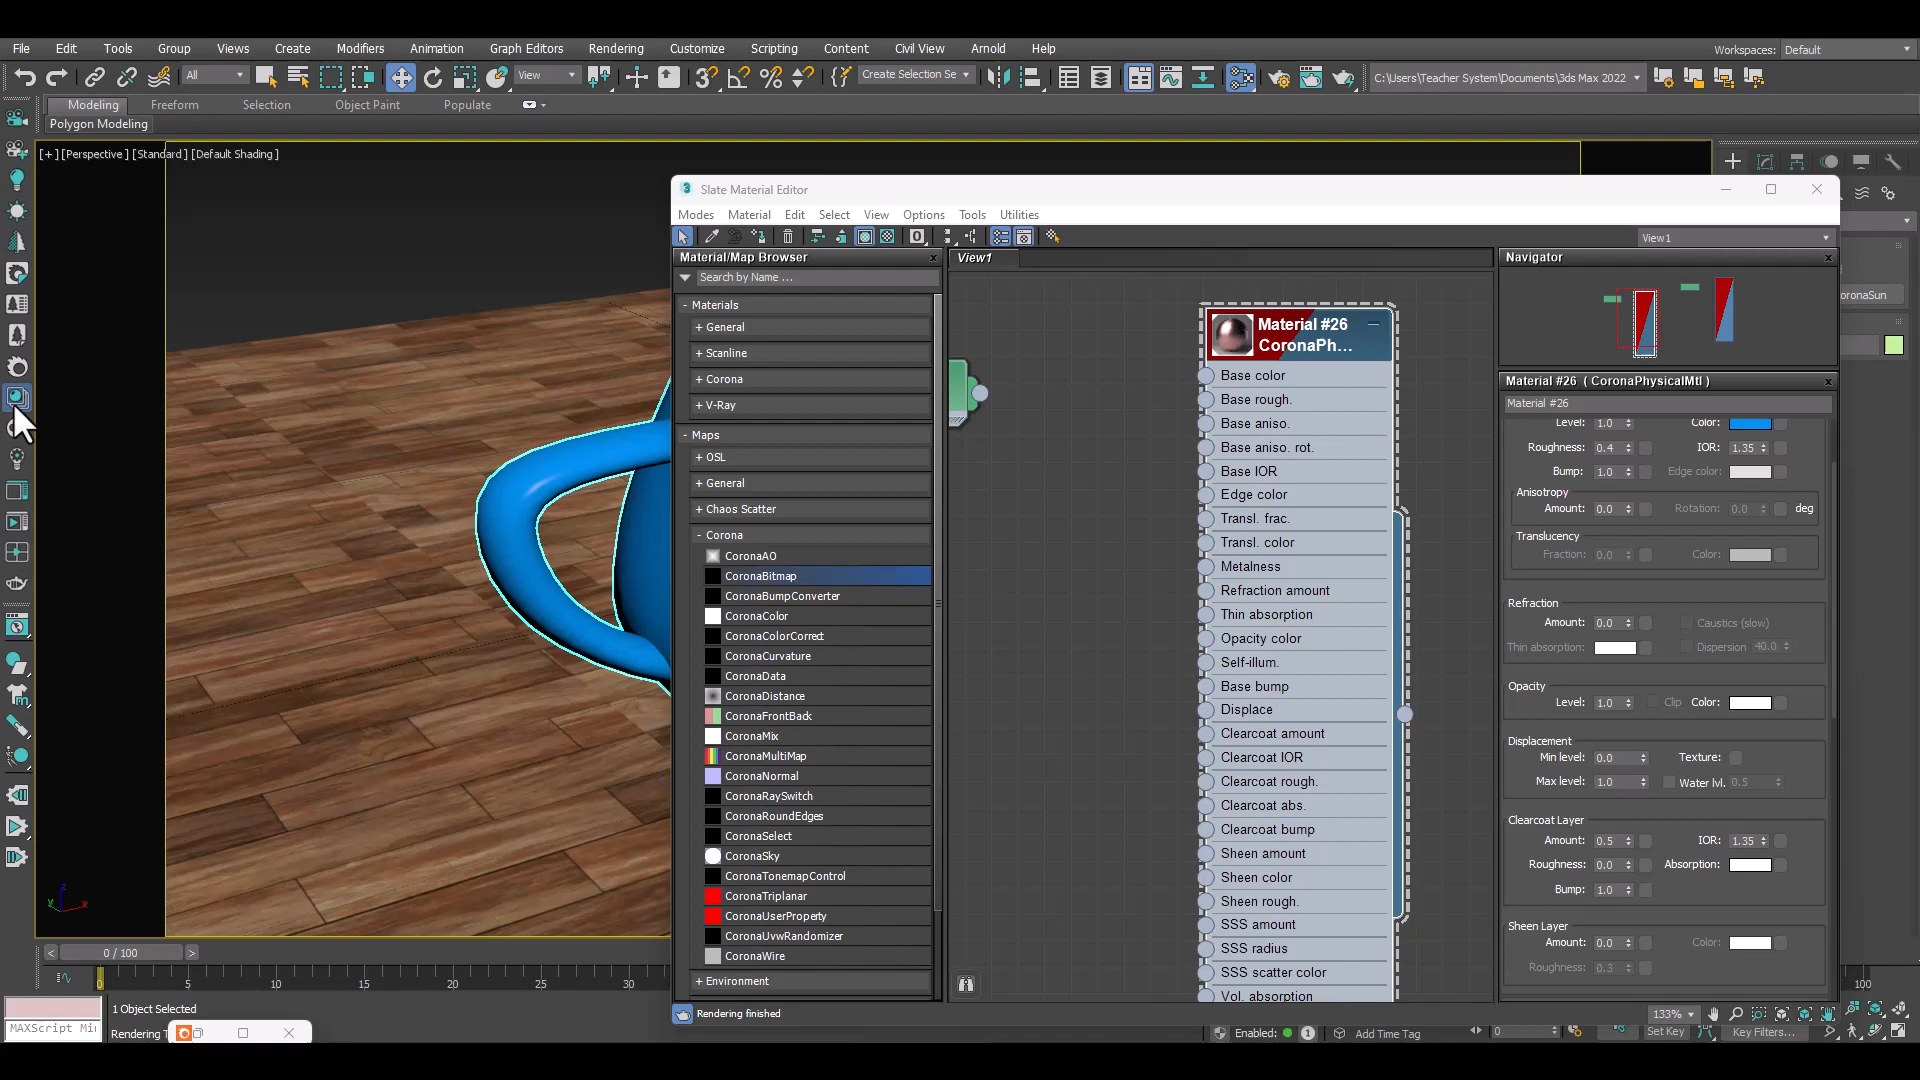 File Edit Tools Group Views Create Modifiers Animation Graph Editors Rendering Customize Scripting Content Civil View Arnold Help
Workspaces: Default
All View Create Selection Se C:\Users\Teacher System\Documents\3ds Max 2022
Modeling Freeform Selection Object Paint Populate
Polygon Modeling
[+] [Perspective] [Standard] [Default Shading]
3 Slate Material Editor
Modes Material Edit Select View Options Tools Utilities
View1
Material/Map Browser
Search by Name ...
- Materials
+ General
+ Scanline
+ Corona
+ V-Ray
- Maps
+ OSL
+ General
+ Chaos Scatter
- Corona
CoronaAO
CoronaBitmap
CoronaBumpConverter
CoronaColor
CoronaColorCorrect
CoronaCurvature
CoronaData
CoronaDistance
CoronaFrontBack
CoronaMix
CoronaMultiMap
CoronaNormal
CoronaRaySwitch
CoronaRoundEdges
CoronaSelect
CoronaSky
CoronaTonemapControl
CoronaTriplanar
CoronaUserProperty
CoronaUvwRandomizer
CoronaWire
+ Environment
Rendering finished
View1
Material #26
CoronaPh...
Base color
Base rough.
Base aniso.
Base aniso. rot.
Base IOR
Edge color
Transl. frac.
Transl. color
Metalness
Refraction amount
Thin absorption
Opacity color
Self-illum.
Base bump
Displace
Clearcoat amount
Clearcoat IOR
Clearcoat rough.
Clearcoat abs.
Clearcoat bump
Sheen amount
Sheen color
Sheen rough.
SSS amount
SSS radius
SSS scatter color
Vol. absorption
Navigator
Material #26 ( CoronaPhysicalMtl )
Material #26
Level: 1.0 Color:
Roughness: 0.4 IOR: 1.35
Bump: 1.0 Edge color:
Anisotropy
Amount: 0.0 Rotation: 0.0 deg
Translucency
Fraction: 0.0 Color:
Refraction
Amount: 0.0 Caustics (slow)
Thin absorption: Dispersion 40.0
Opacity
Level: 1.0 Clip Color:
Displacement
Min level: 0.0 Texture:
Max level: 1.0 Water lvl. 0.5
Clearcoat Layer
Amount: 0.5 IOR: 1.35
Roughness: 0.0 Absorption:
Bump: 1.0
Sheen Layer
Amount: 0.0 Color:
Roughness: 0.3
133%
oronaSun
z
y x
< 0 / 100 >
0 5 10 15 20 25 30 100
1 Object Selected
MAXScript Mi
Rendering T
Enabled: 1 Add Time Tag
0 Set Key Key Filters...